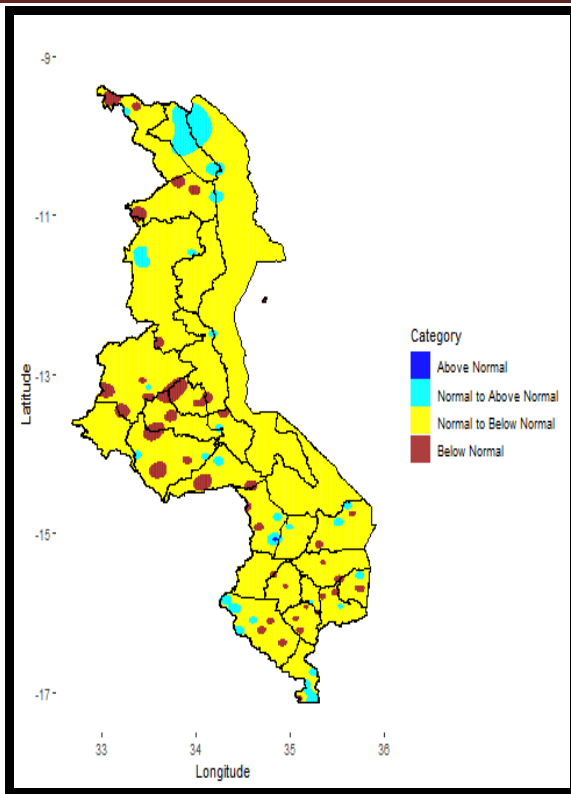 -9
-11
-13
-15
-17
Latitude
33 34 35 36
Longitude
Category
Above Normal
Normal to Above Normal
Normal to Below Normal
Below Normal